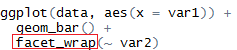 ggplot(data, aes(x = var1)) +
geom_bar() +
facet_wrap(~ var2)